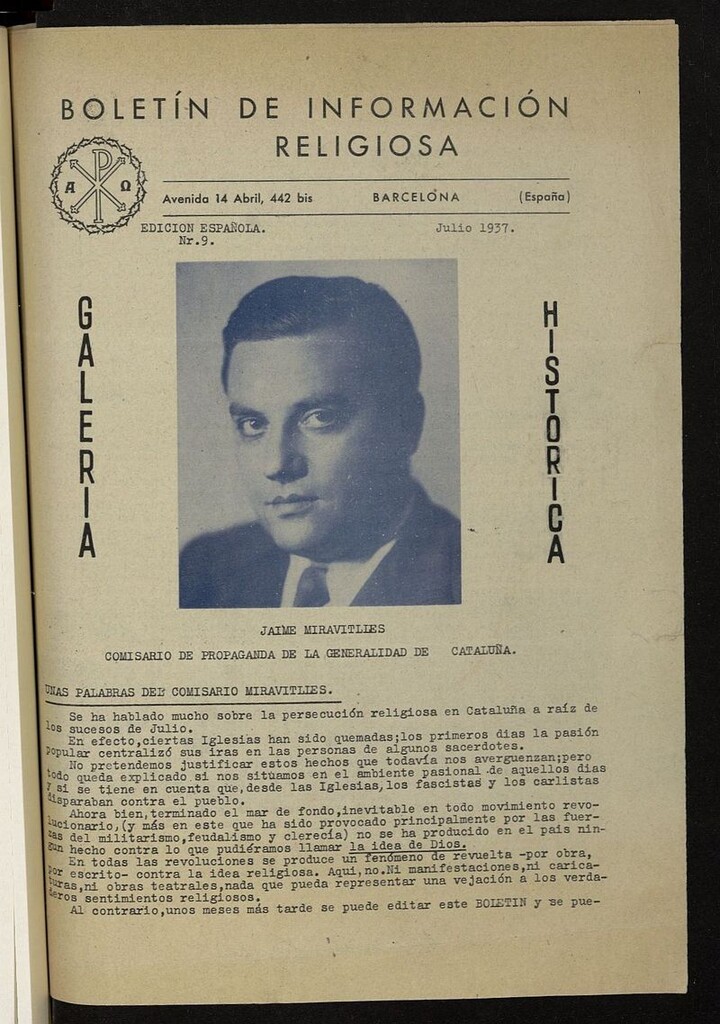 BOLETÍN DE INFORMACIÓN
RELIGIOSA
A Ω
Avenida 14 Abril, 442 bis BARCELONA (España)
EDICION ESPAÑOLA. Julio 1937.
Nr.9.
GALERIA
HISTORICA
JAIME MIRAVITLIES
COMISARIO DE PROPAGANDA DE LA GENERALIDAD DE CATALUÑA.
UNAS PALABRAS DEL COMISARIO MIRAVITLIES.
Se ha hablado mucho sobre la persecución religiosa en Cataluña a raíz de
los sucesos de Julio.
En efecto,ciertas Iglesias han sido quemadas;los primeros dias la pasión
popular centralizó sus iras en las personas de algunos sacerdotes.
No pretendemos justificar estos hechos que todavía nos averguenzan;pero
todo queda explicado si nos situamos en el ambiente pasional de aquellos dias
y si se tiene en cuenta que,desde las Iglesias,los fascistas y los carlistas
disparaban contra el pueblo.
Ahora bien,terminado el mar de fondo,inevitable en todo movimiento revo-
lucionario,(y más en este que ha sido provocado principalmente por las fuer-
zas del militarismo,feudalismo y clerecía) no se ha producido en el país nin-
gun hecho contra lo que pudiéramos llamar la idea de Dios.
En todas las revoluciones se produce un fenómeno de revuelta -por obra,
por escrito- contra la idea religiosa. Aqui,no.Ni manifestaciones,ni carica-
turas,ni obras teatrales,nada que pueda representar una vejación a los verda-
deros sentimientos religiosos.
Al contrario,unos meses más tarde se puede editar este BOLETIN y se pue-